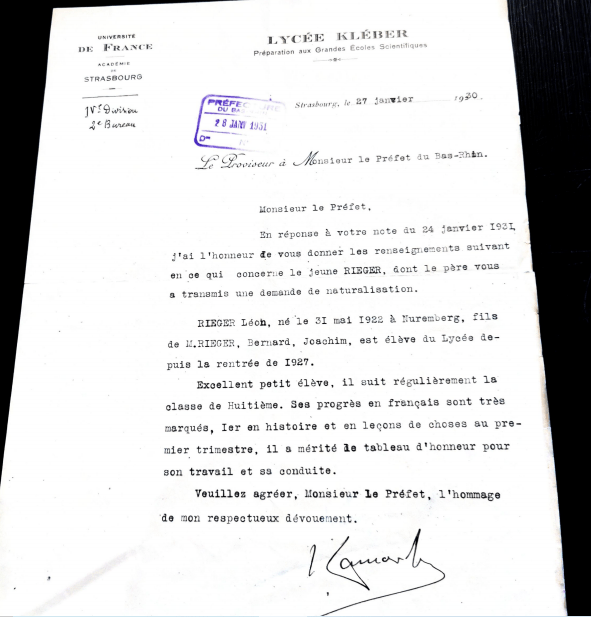 UNIVERSITÉ
DE FRANCE
ACADÉMIE
DE
STRASBOURG
IVe Division
2e Bureau
LYCÉE KLÉBER
Préparation aux Grandes Écoles Scientifiques
Strasbourg, le 27 janvier 1930
PRÉFECTURE
DU BAS
28 JANV 1931
Don
Le Proviseur à Monsieur le Préfet du Bas-Rhin.
Monsieur le Préfet,
En réponse à votre note du 24 janvier I93I,
j'ai l'honneur de vous donner les renseignements suivant
en ce qui concerne le jeune RIEGER, dont le père vous
a transmis une demande de naturalisation.
RIEGER Léon, né le 3I mai I922 à Nuremberg, fils
de M.RIEGER, Bernard, Joachim, est élève du Lycée de-
puis la rentrée de I927.
Excellent petit élève, il suit régulièrement la
classe de Huitième. Ses progrès en français sont très
marqués, Ier en histoire et en leçons de choses au pre-
mier trimestre, il a mérité le tableau d'honneur pour
son travail et sa conduite.
Veuillez agréer, Monsieur le Préfet, l'hommage
de mon respectueux dévouement.